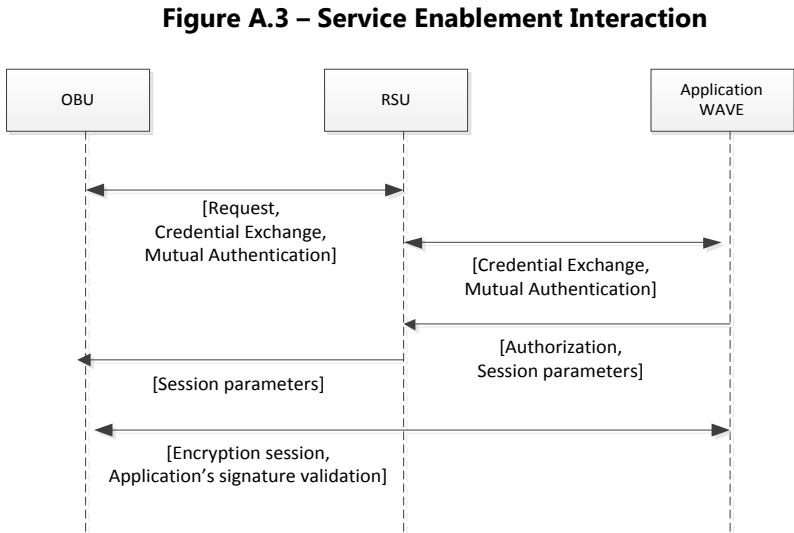 Figure A.3 – Service Enablement Interaction
OBU
RSU
Application
WAVE
[Request,
Credential Exchange,
Mutual Authentication]
[Credential Exchange,
Mutual Authentication]
[Authorization,
Session parameters]
[Session parameters]
[Encryption session,
Application’s signature validation]